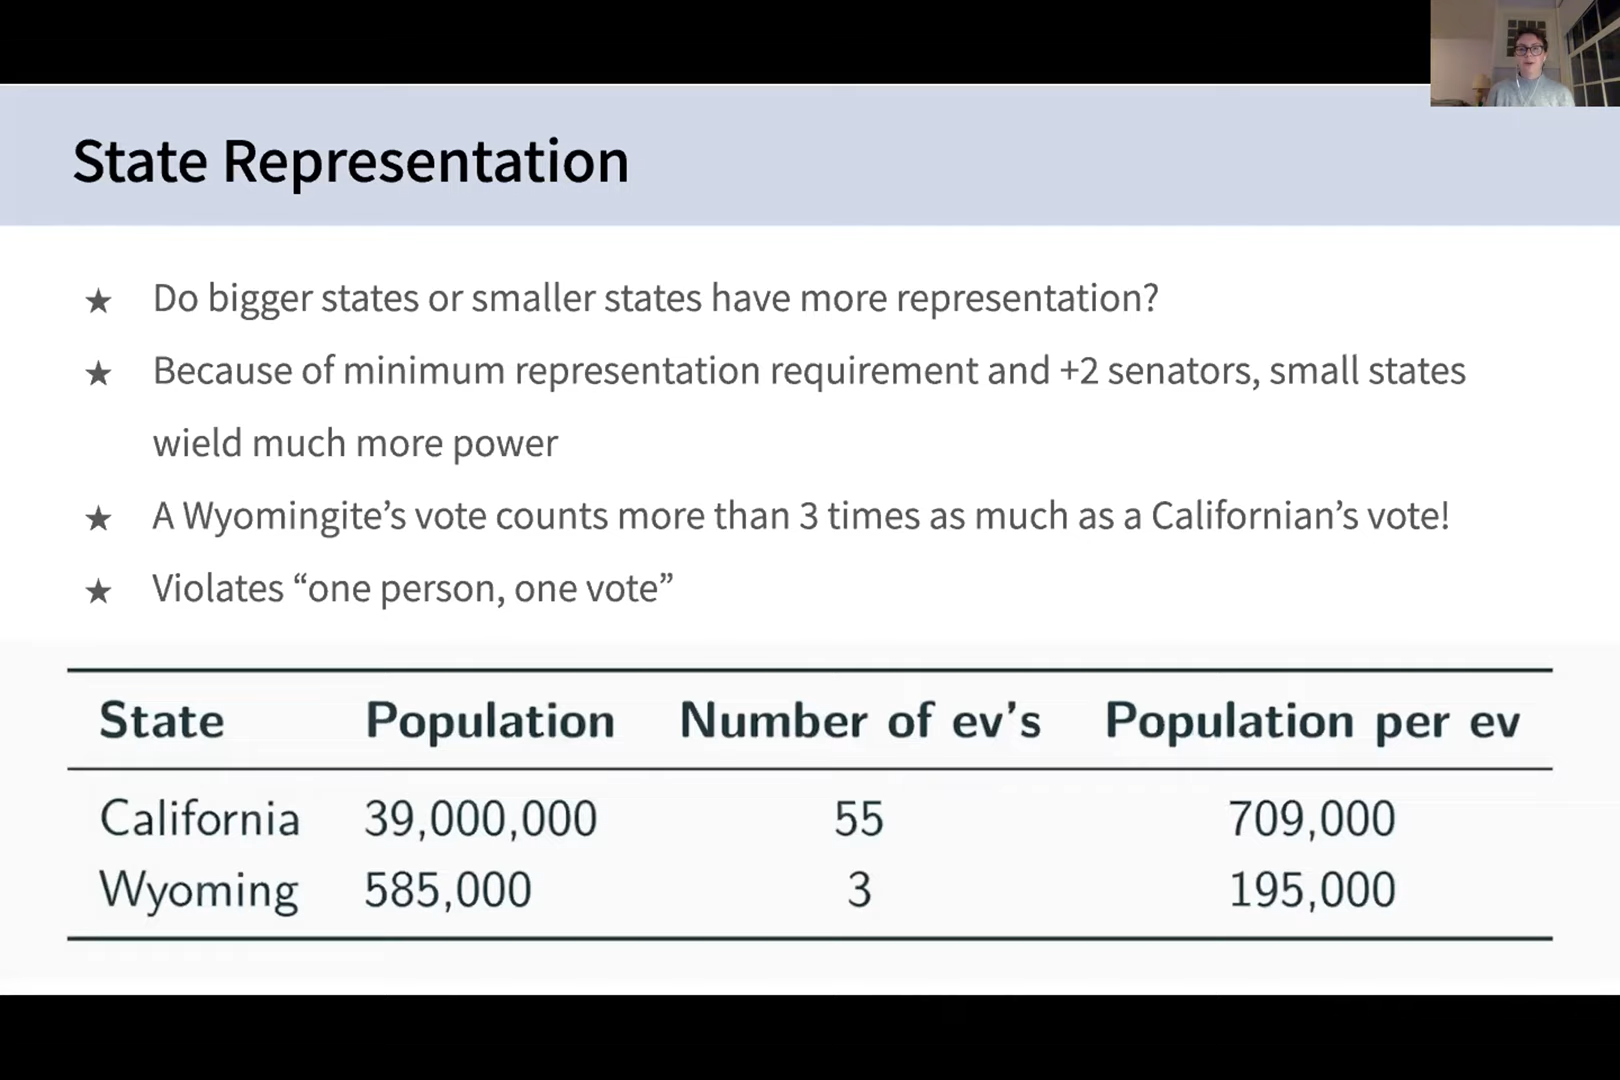 State Representation
★ Do bigger states or smaller states have more representation?
★ Because of minimum representation requirement and +2 senators, small states
wield much more power
★ A Wyomingite’s vote counts more than 3 times as much as a Californian’s vote!
★ Violates “one person, one vote”
State Population Number of ev’s Population per ev
California 39,000,000 55 709,000
Wyoming 585,000 3 195,000